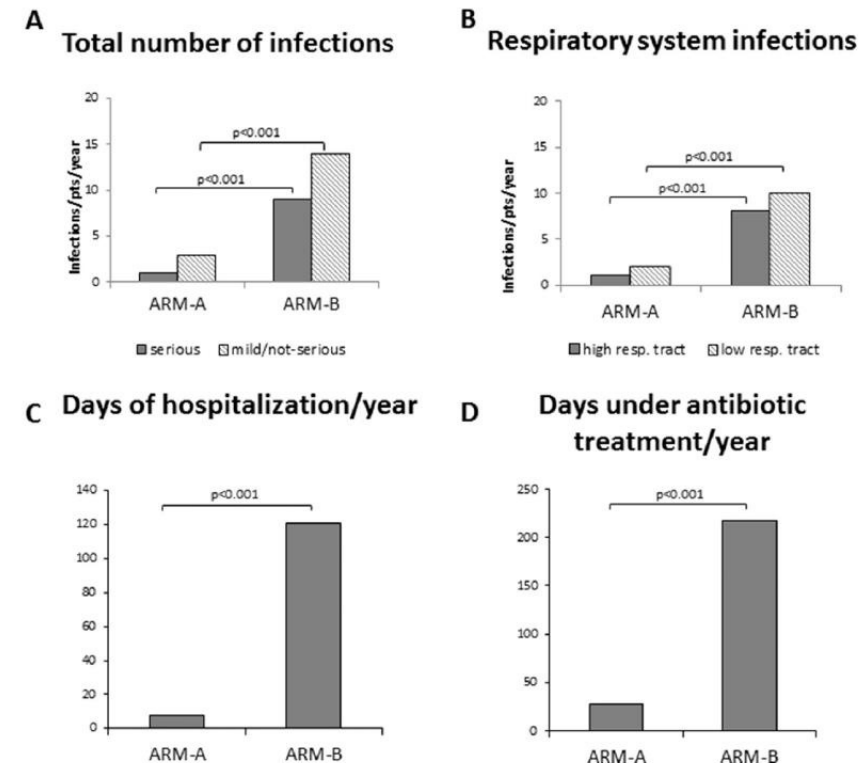 A
Total number of infections
Infections/pts/year
20
15
10
5
0
p<0.001
p<0.001
ARM-A
ARM-B
serious
mild/not-serious
B
Respiratory system infections
Infections/pts/year
20
15
10
5
0
p<0.001
p<0.001
ARM-A
ARM-B
high resp. tract
low resp. tract
C
Days of hospitalization/year
140
120
100
80
60
40
20
0
p<0.001
ARM-A
ARM-B
D
Days under antibiotic
treatment/year
250
200
150
100
50
0
p<0.001
ARM-A
ARM-B